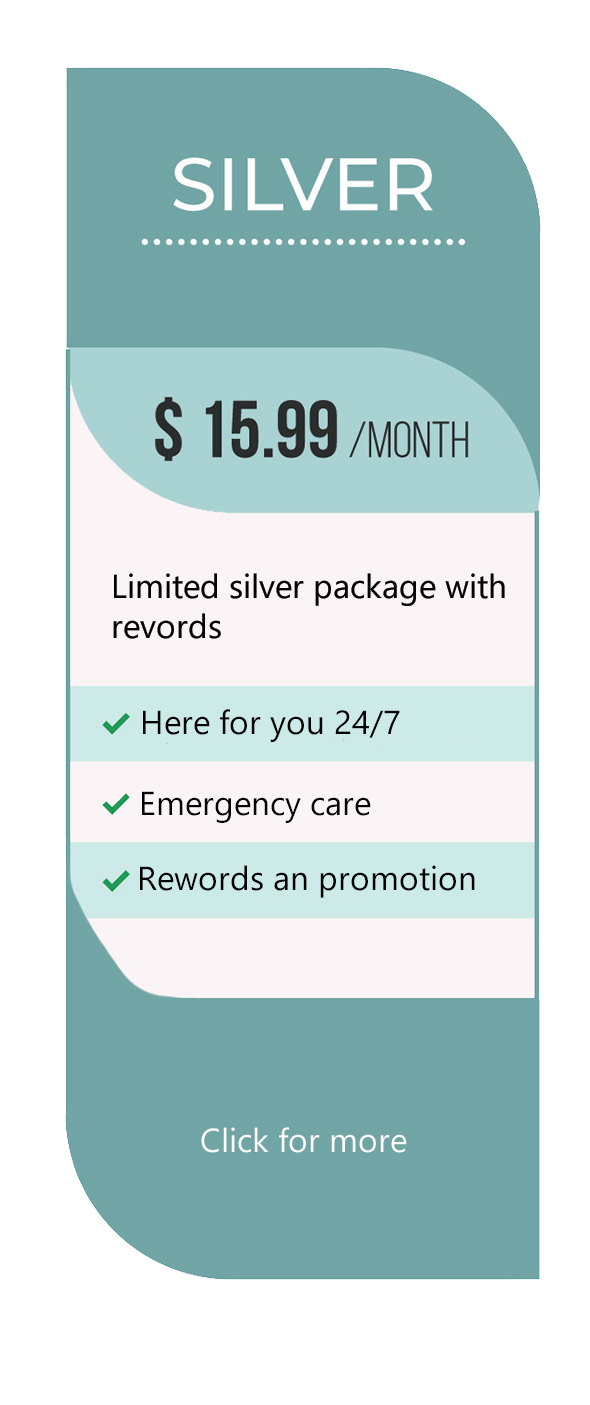 SILVER
$ 15.99 /MONTH
Limited silver package with
revords
Here for you 24/7
Emergency care
Rewords an promotion
Click for more